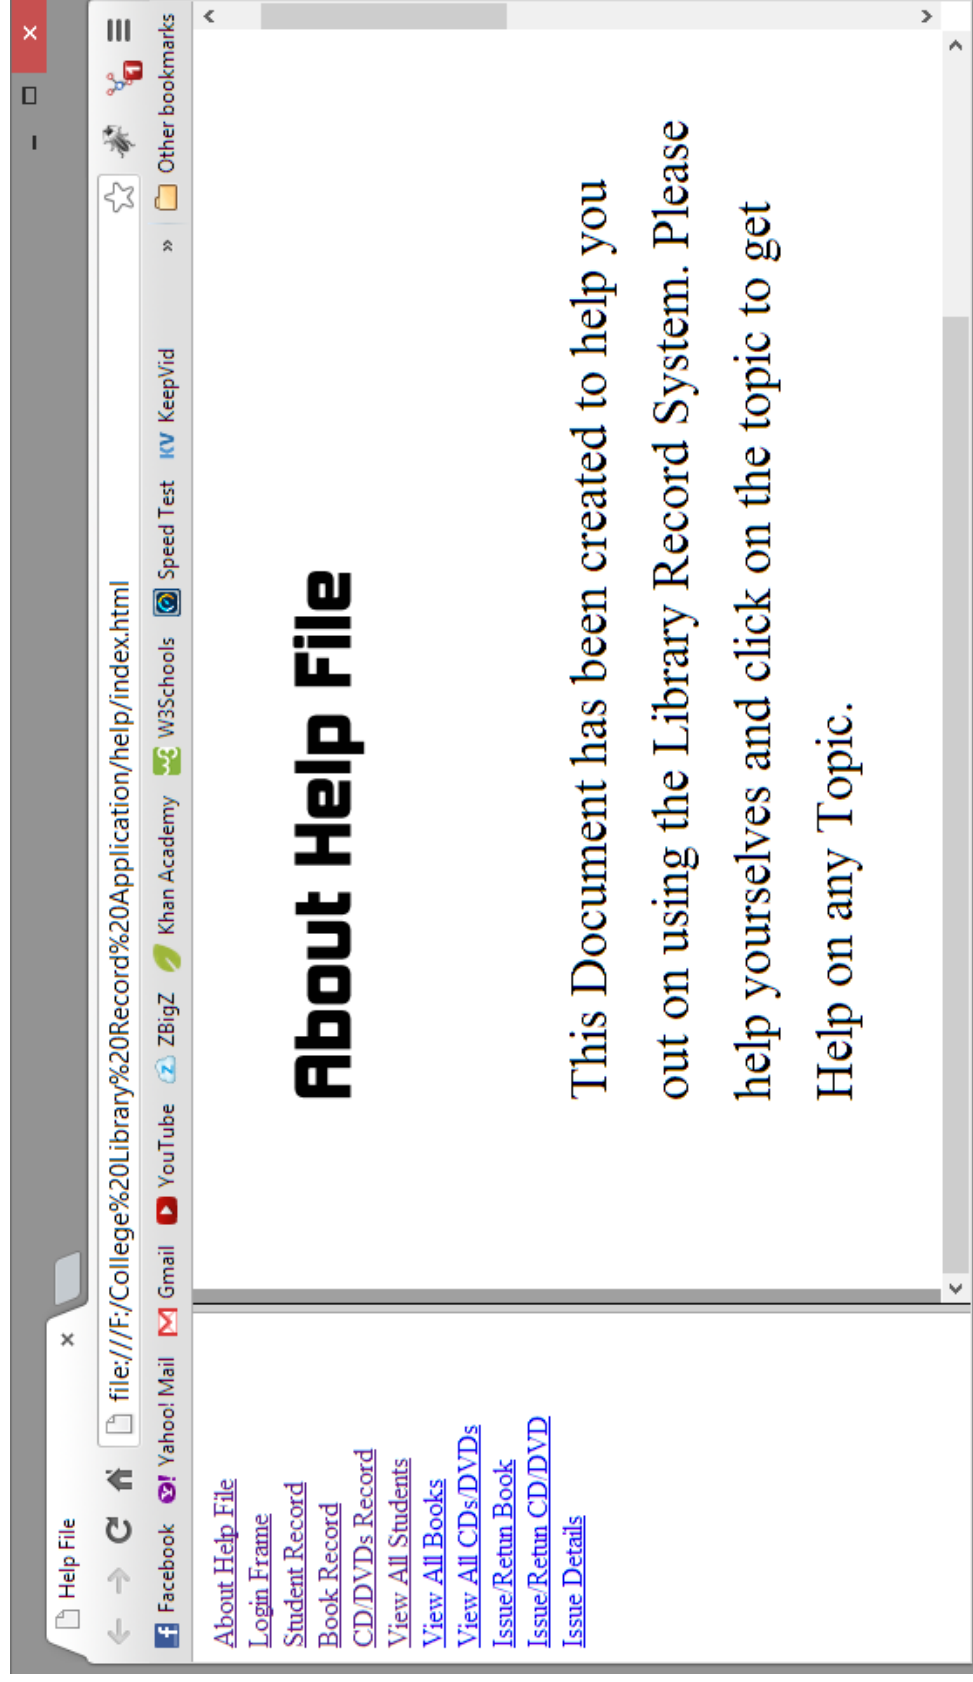 Help File
file:///F:/College%20Library%20Record%20Application/help/index.html
Facebook Yahoo! Mail Gmail YouTube ZBigZ Khan Academy W3Schools Speed Test KV KeepVid » Other bookmarks
1
About Help File
Login Frame
Student Record
Book Record
CD/DVDs Record
View All Students
View All Books
View All CDs/DVDs
Issue/Retun Book
Issue/Retun CD/DVD
Issue Details
About Help File
This Document has been created to help you
out on using the Library Record System. Please
help yourselves and click on the topic to get
Help on any Topic.